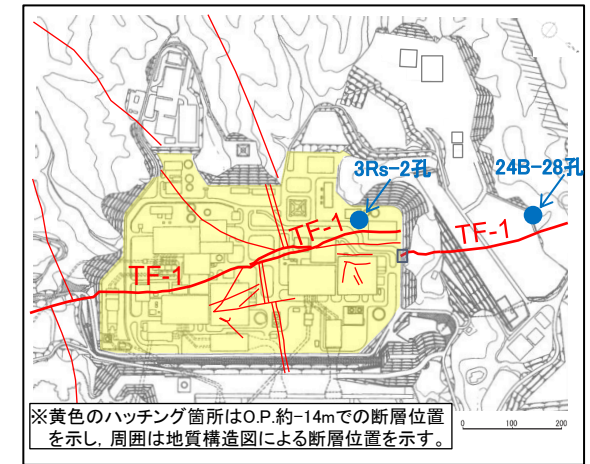 3Rs-2孔
24B-28孔
TF-1
TF-1
TF-1
※黄色のハッチング箇所はO.P.約-14mでの断層位置
を示し，周囲は地質構造図による断層位置を示す。
0 100 200